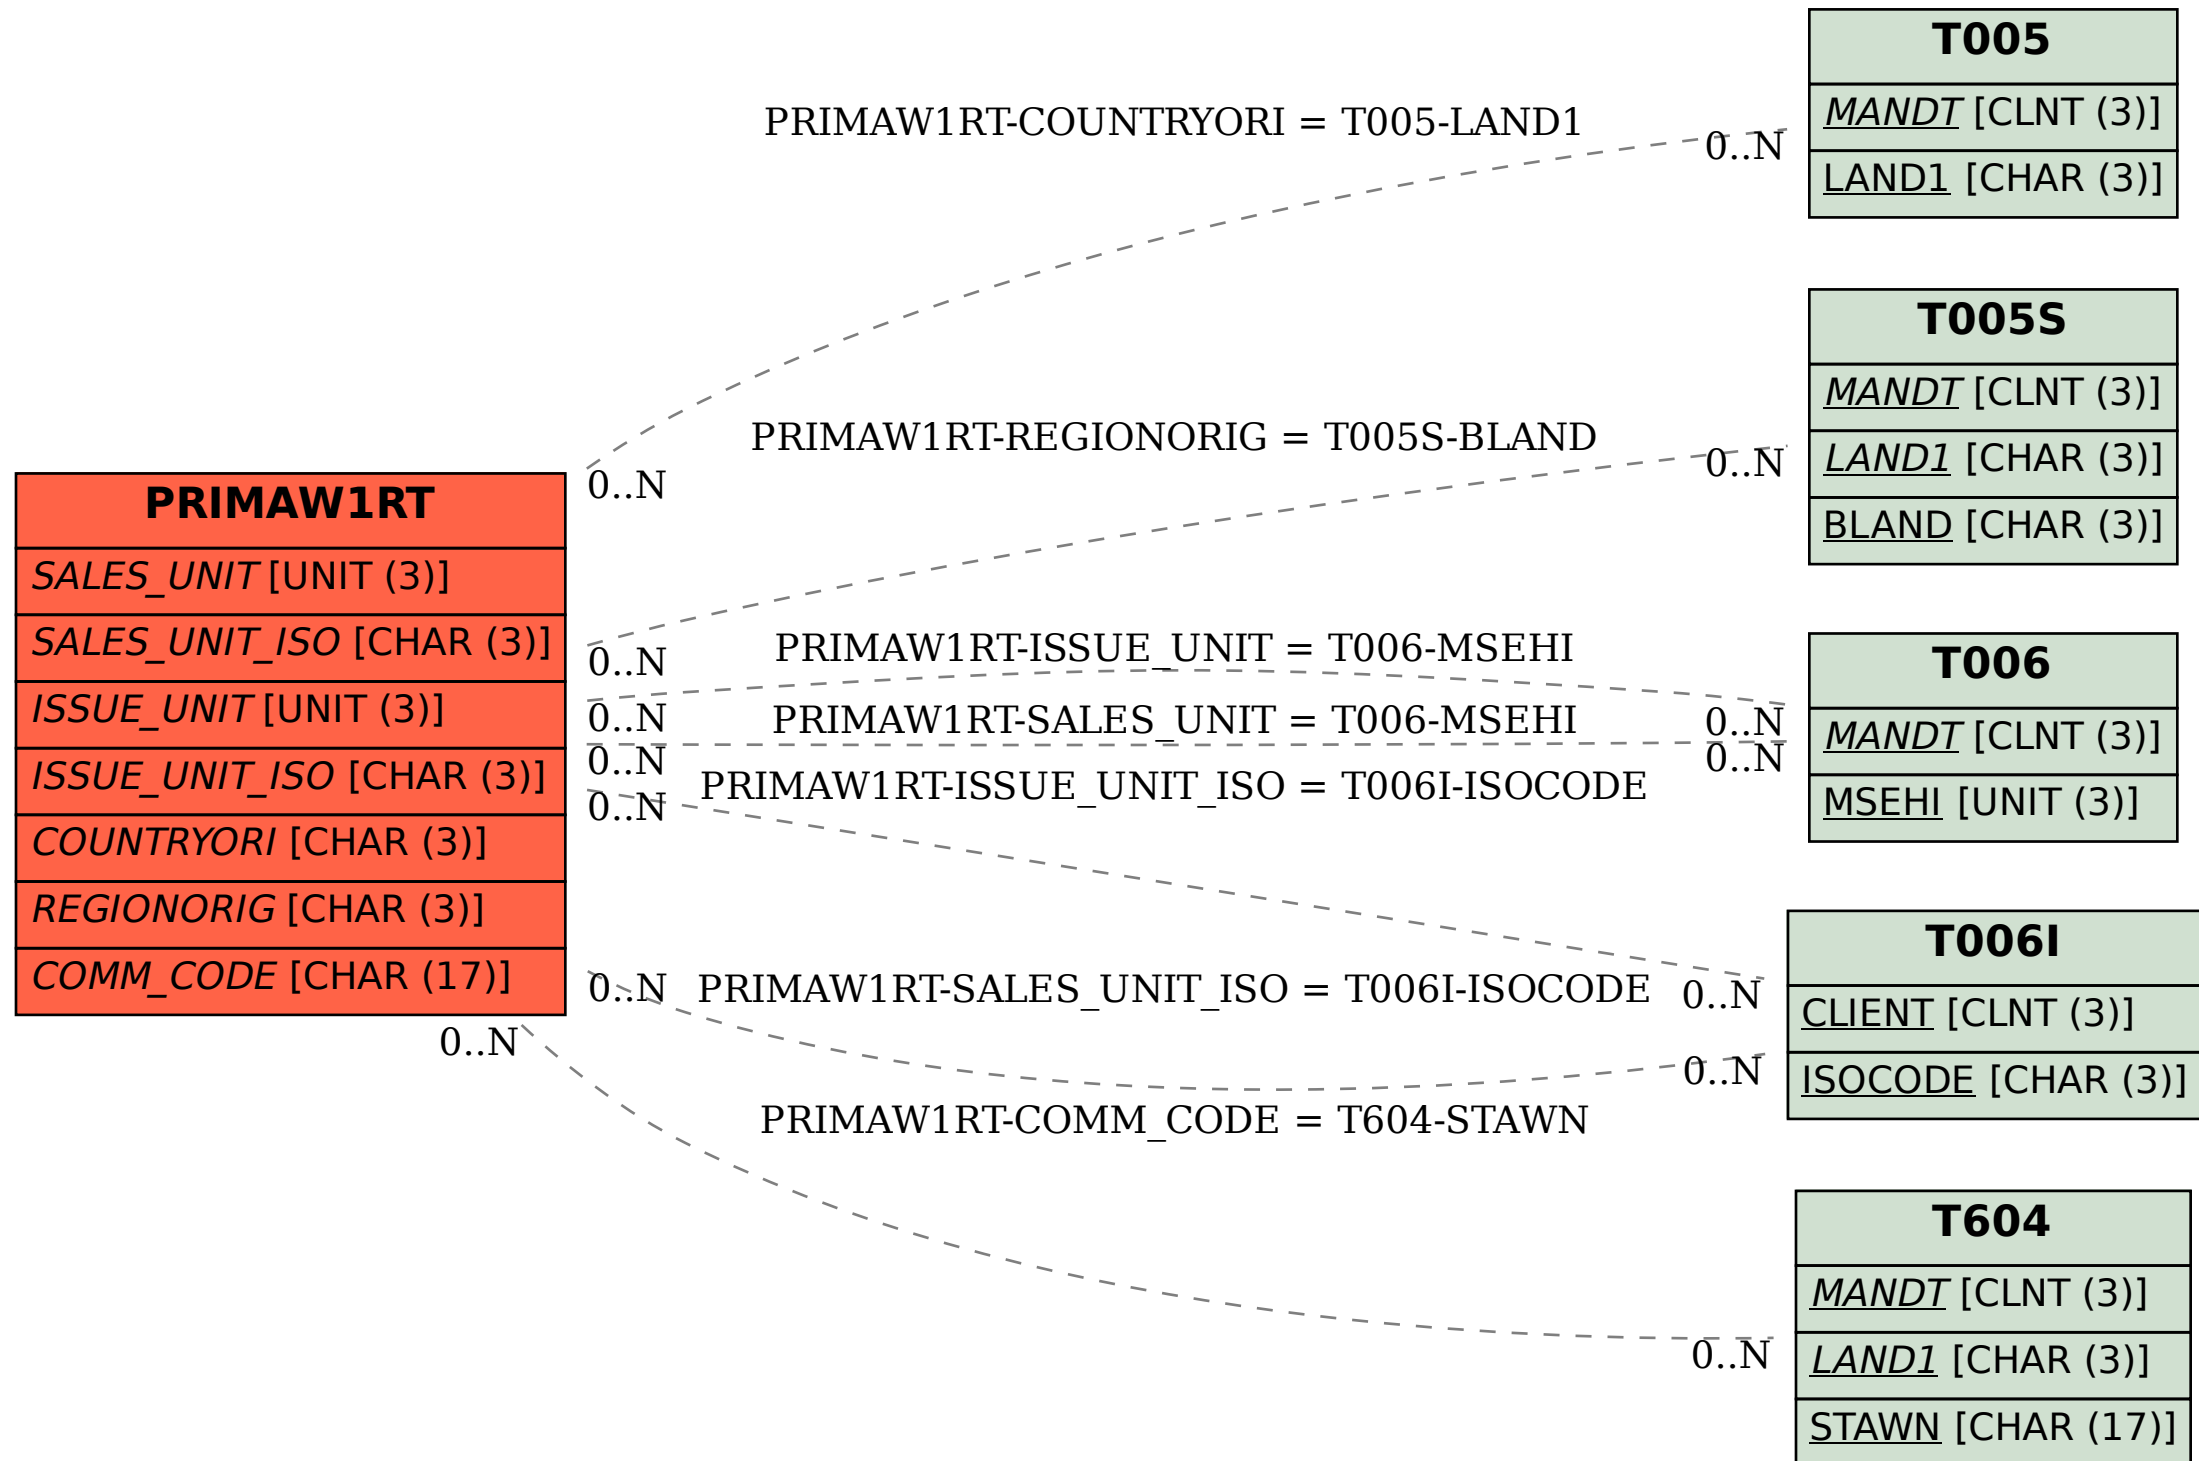 PRIMAW1RT
SALES_UNIT [UNIT (3)]
SALES_UNIT_ISO [CHAR (3)]
ISSUE_UNIT [UNIT (3)]
ISSUE_UNIT_ISO [CHAR (3)]
COUNTRYORI [CHAR (3)]
REGIONORIG [CHAR (3)]
COMM_CODE [CHAR (17)]
PRIMAW1RT-COUNTRYORI = T005-LAND1
0..N
0..N
PRIMAW1RT-REGIONORIG = T005S-BLAND
0..N
0..N
PRIMAW1RT-ISSUE_UNIT = T006-MSEHI
0..N
0..N
PRIMAW1RT-SALES_UNIT = T006-MSEHI
0..N
0..N
PRIMAW1RT-ISSUE_UNIT_ISO = T006I-ISOCODE
0..N
0..N
PRIMAW1RT-SALES_UNIT_ISO = T006I-ISOCODE
0..N
0..N
PRIMAW1RT-COMM_CODE = T604-STAWN
0..N
0..N
T005
MANDT [CLNT (3)]
LAND1 [CHAR (3)]
T005S
MANDT [CLNT (3)]
LAND1 [CHAR (3)]
BLAND [CHAR (3)]
T006
MANDT [CLNT (3)]
MSEHI [UNIT (3)]
T006I
CLIENT [CLNT (3)]
ISOCODE [CHAR (3)]
T604
MANDT [CLNT (3)]
LAND1 [CHAR (3)]
STAWN [CHAR (17)]